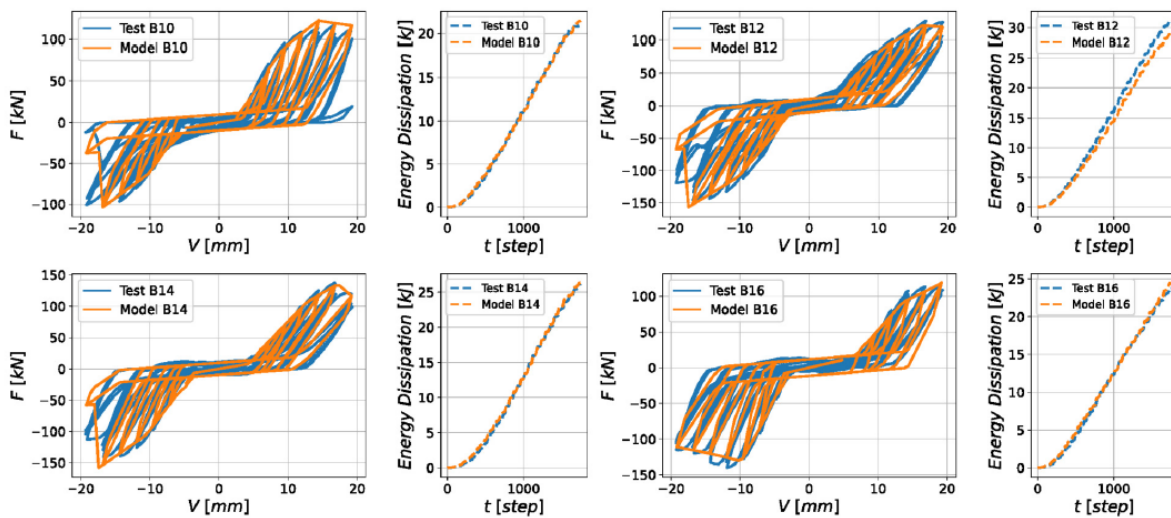 Test B10
Model B10
100
50
0
−50
−100
F [kN]
−20
−10
0
10
20
V [mm]
Test B10
Model B10
20
15
10
5
0
Energy Dissipation [kJ]
0
1000
t [step]
Test B12
Model B12
100
50
0
−50
−100
−150
F [kN]
−20
−10
0
10
20
V [mm]
Test B12
Model B12
30
25
20
15
10
5
0
Energy Dissipation [kJ]
0
1000
t [step]
Test B14
Model B14
150
100
50
0
−50
−100
−150
F [kN]
−20
−10
0
10
20
V [mm]
Test B14
Model B14
25
20
15
10
5
0
Energy Dissipation [kJ]
0
1000
t [step]
Test B16
Model B16
100
50
0
−50
−100
−150
F [kN]
−20
−10
0
10
20
V [mm]
Test B16
Model B16
25
20
15
10
5
0
Energy Dissipation [kJ]
0
1000
t [step]